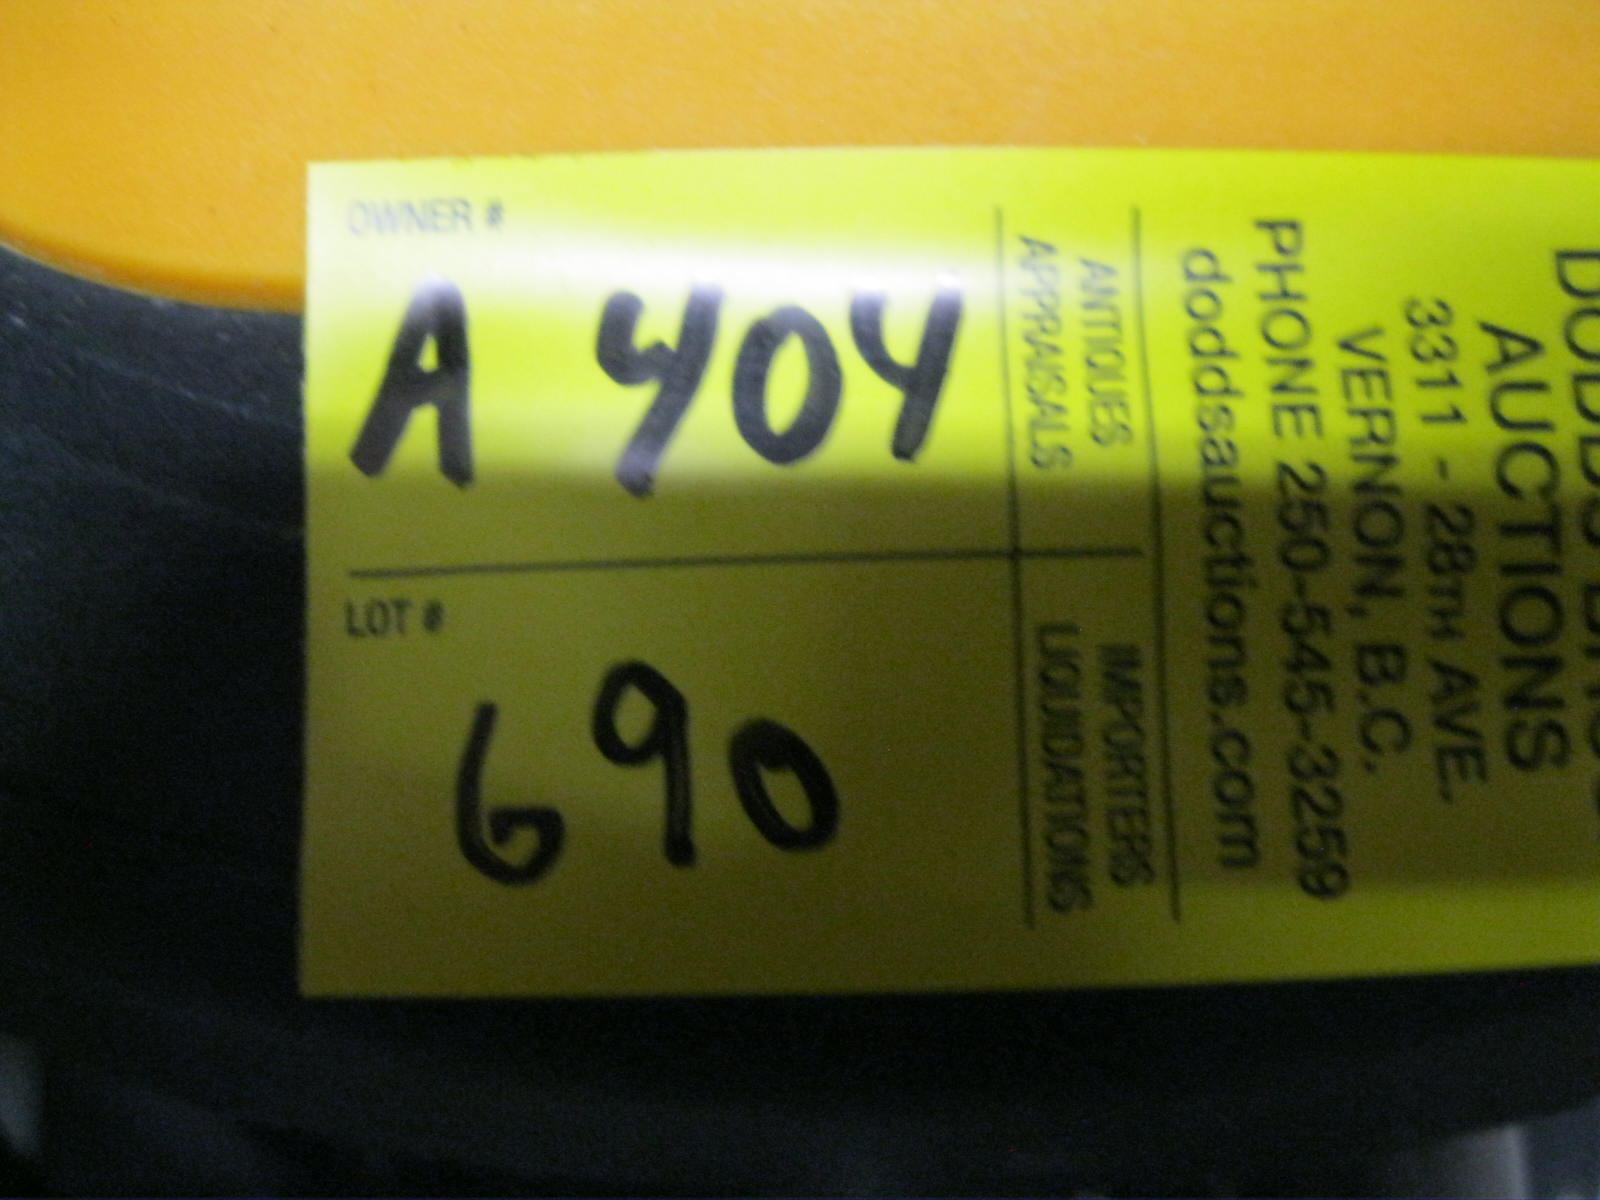 OWNER #
A 404
LOT #
690
ANTIQUES
APPRAISALS
IMPORTERS
LIQUIDATIONS
DODDS
AUCTIONS
3311 - 28TH AVE.
VERNON, B.C.
PHONE 250-545-3259
doddsauctions.com